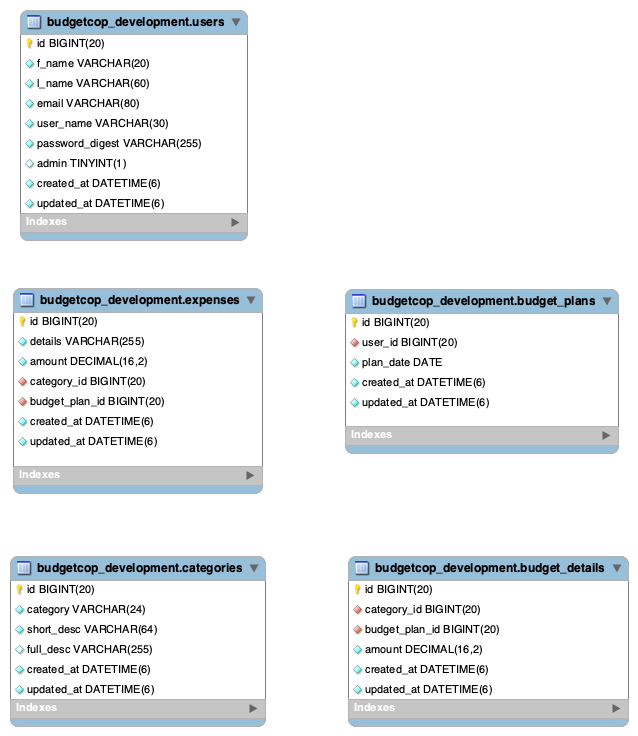 budgetcop_development.users
id BIGINT(20)
f_name VARCHAR(20)
l_name VARCHAR(60)
email VARCHAR(80)
user_name VARCHAR(30)
password_digest VARCHAR(255)
admin TINYINT(1)
created_at DATETIME(6)
updated_at DATETIME(6)
Indexes
budgetcop_development.expenses
id BIGINT(20)
details VARCHAR(255)
amount DECIMAL(16,2)
category_id BIGINT(20)
budget_plan_id BIGINT(20)
created_at DATETIME(6)
updated_at DATETIME(6)
Indexes
budgetcop_development.budget_plans
id BIGINT(20)
user_id BIGINT(20)
plan_date DATE
created_at DATETIME(6)
updated_at DATETIME(6)
Indexes
budgetcop_development.categories
id BIGINT(20)
category VARCHAR(24)
short_desc VARCHAR(64)
full_desc VARCHAR(255)
created_at DATETIME(6)
updated_at DATETIME(6)
Indexes
budgetcop_development.budget_details
id BIGINT(20)
category_id BIGINT(20)
budget_plan_id BIGINT(20)
amount DECIMAL(16,2)
created_at DATETIME(6)
updated_at DATETIME(6)
Indexes